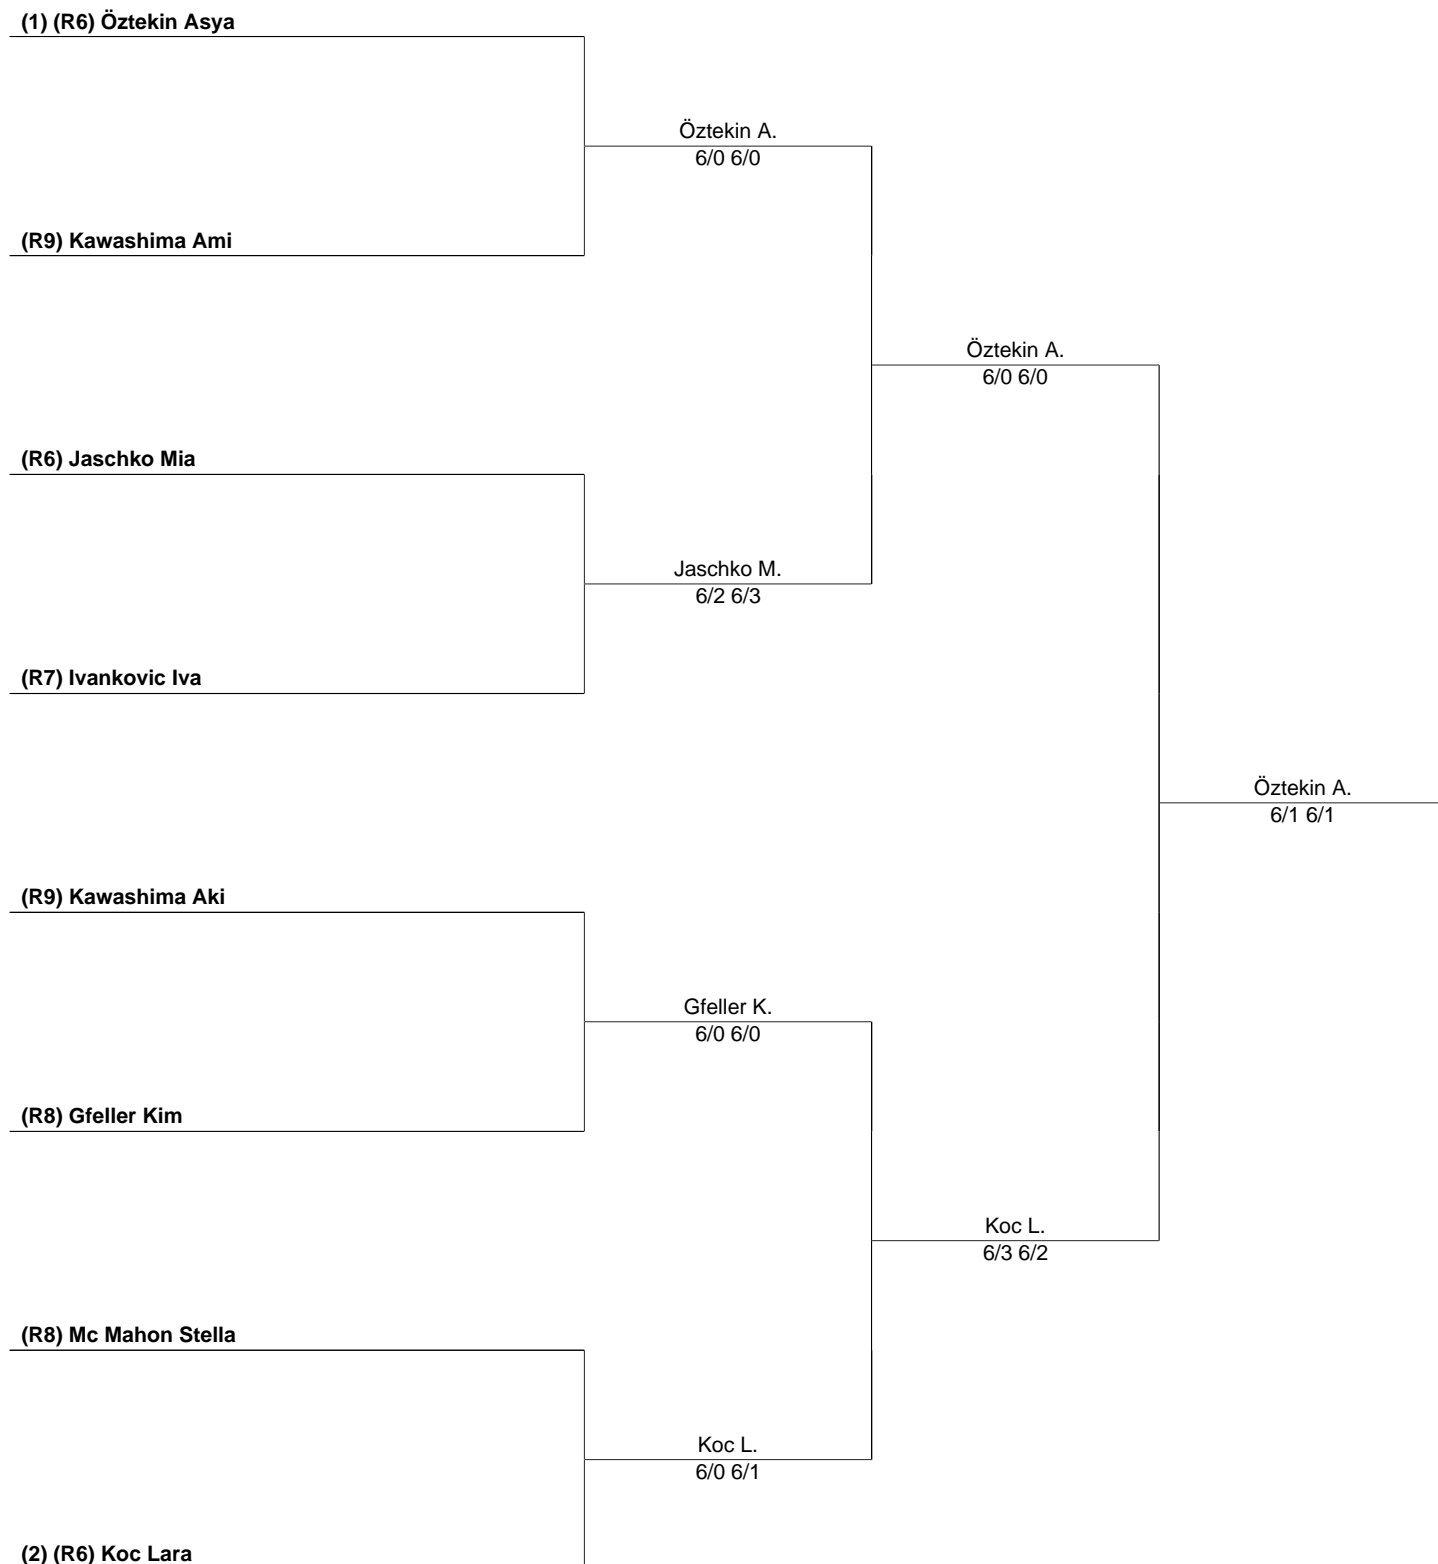 (1) (R6) Öztekin Asya
Öztekin A.
6/0 6/0
(R9) Kawashima Ami
Öztekin A.
6/0 6/0
(R6) Jaschko Mia
Jaschko M.
6/2 6/3
(R7) Ivankovic Iva
Öztekin A.
6/1 6/1
(R9) Kawashima Aki
Gfeller K.
6/0 6/0
(R8) Gfeller Kim
Koc L.
6/3 6/2
(R8) Mc Mahon Stella
Koc L.
6/0 6/1
(2) (R6) Koc Lara